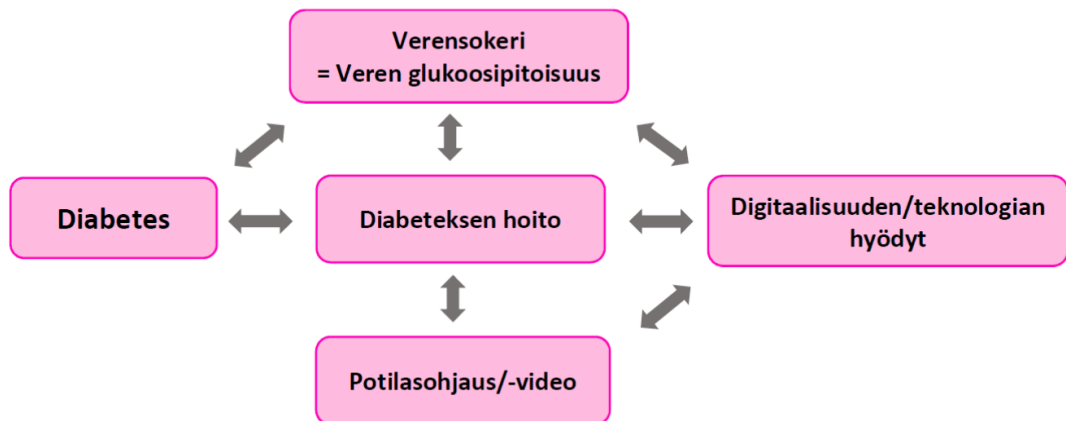 Verensokeri
= Veren glukoosipitoisuus
Diabetes
Diabeteksen hoito
Digitaalisuuden/teknologian
hyödyt
Potilasohjaus/-video